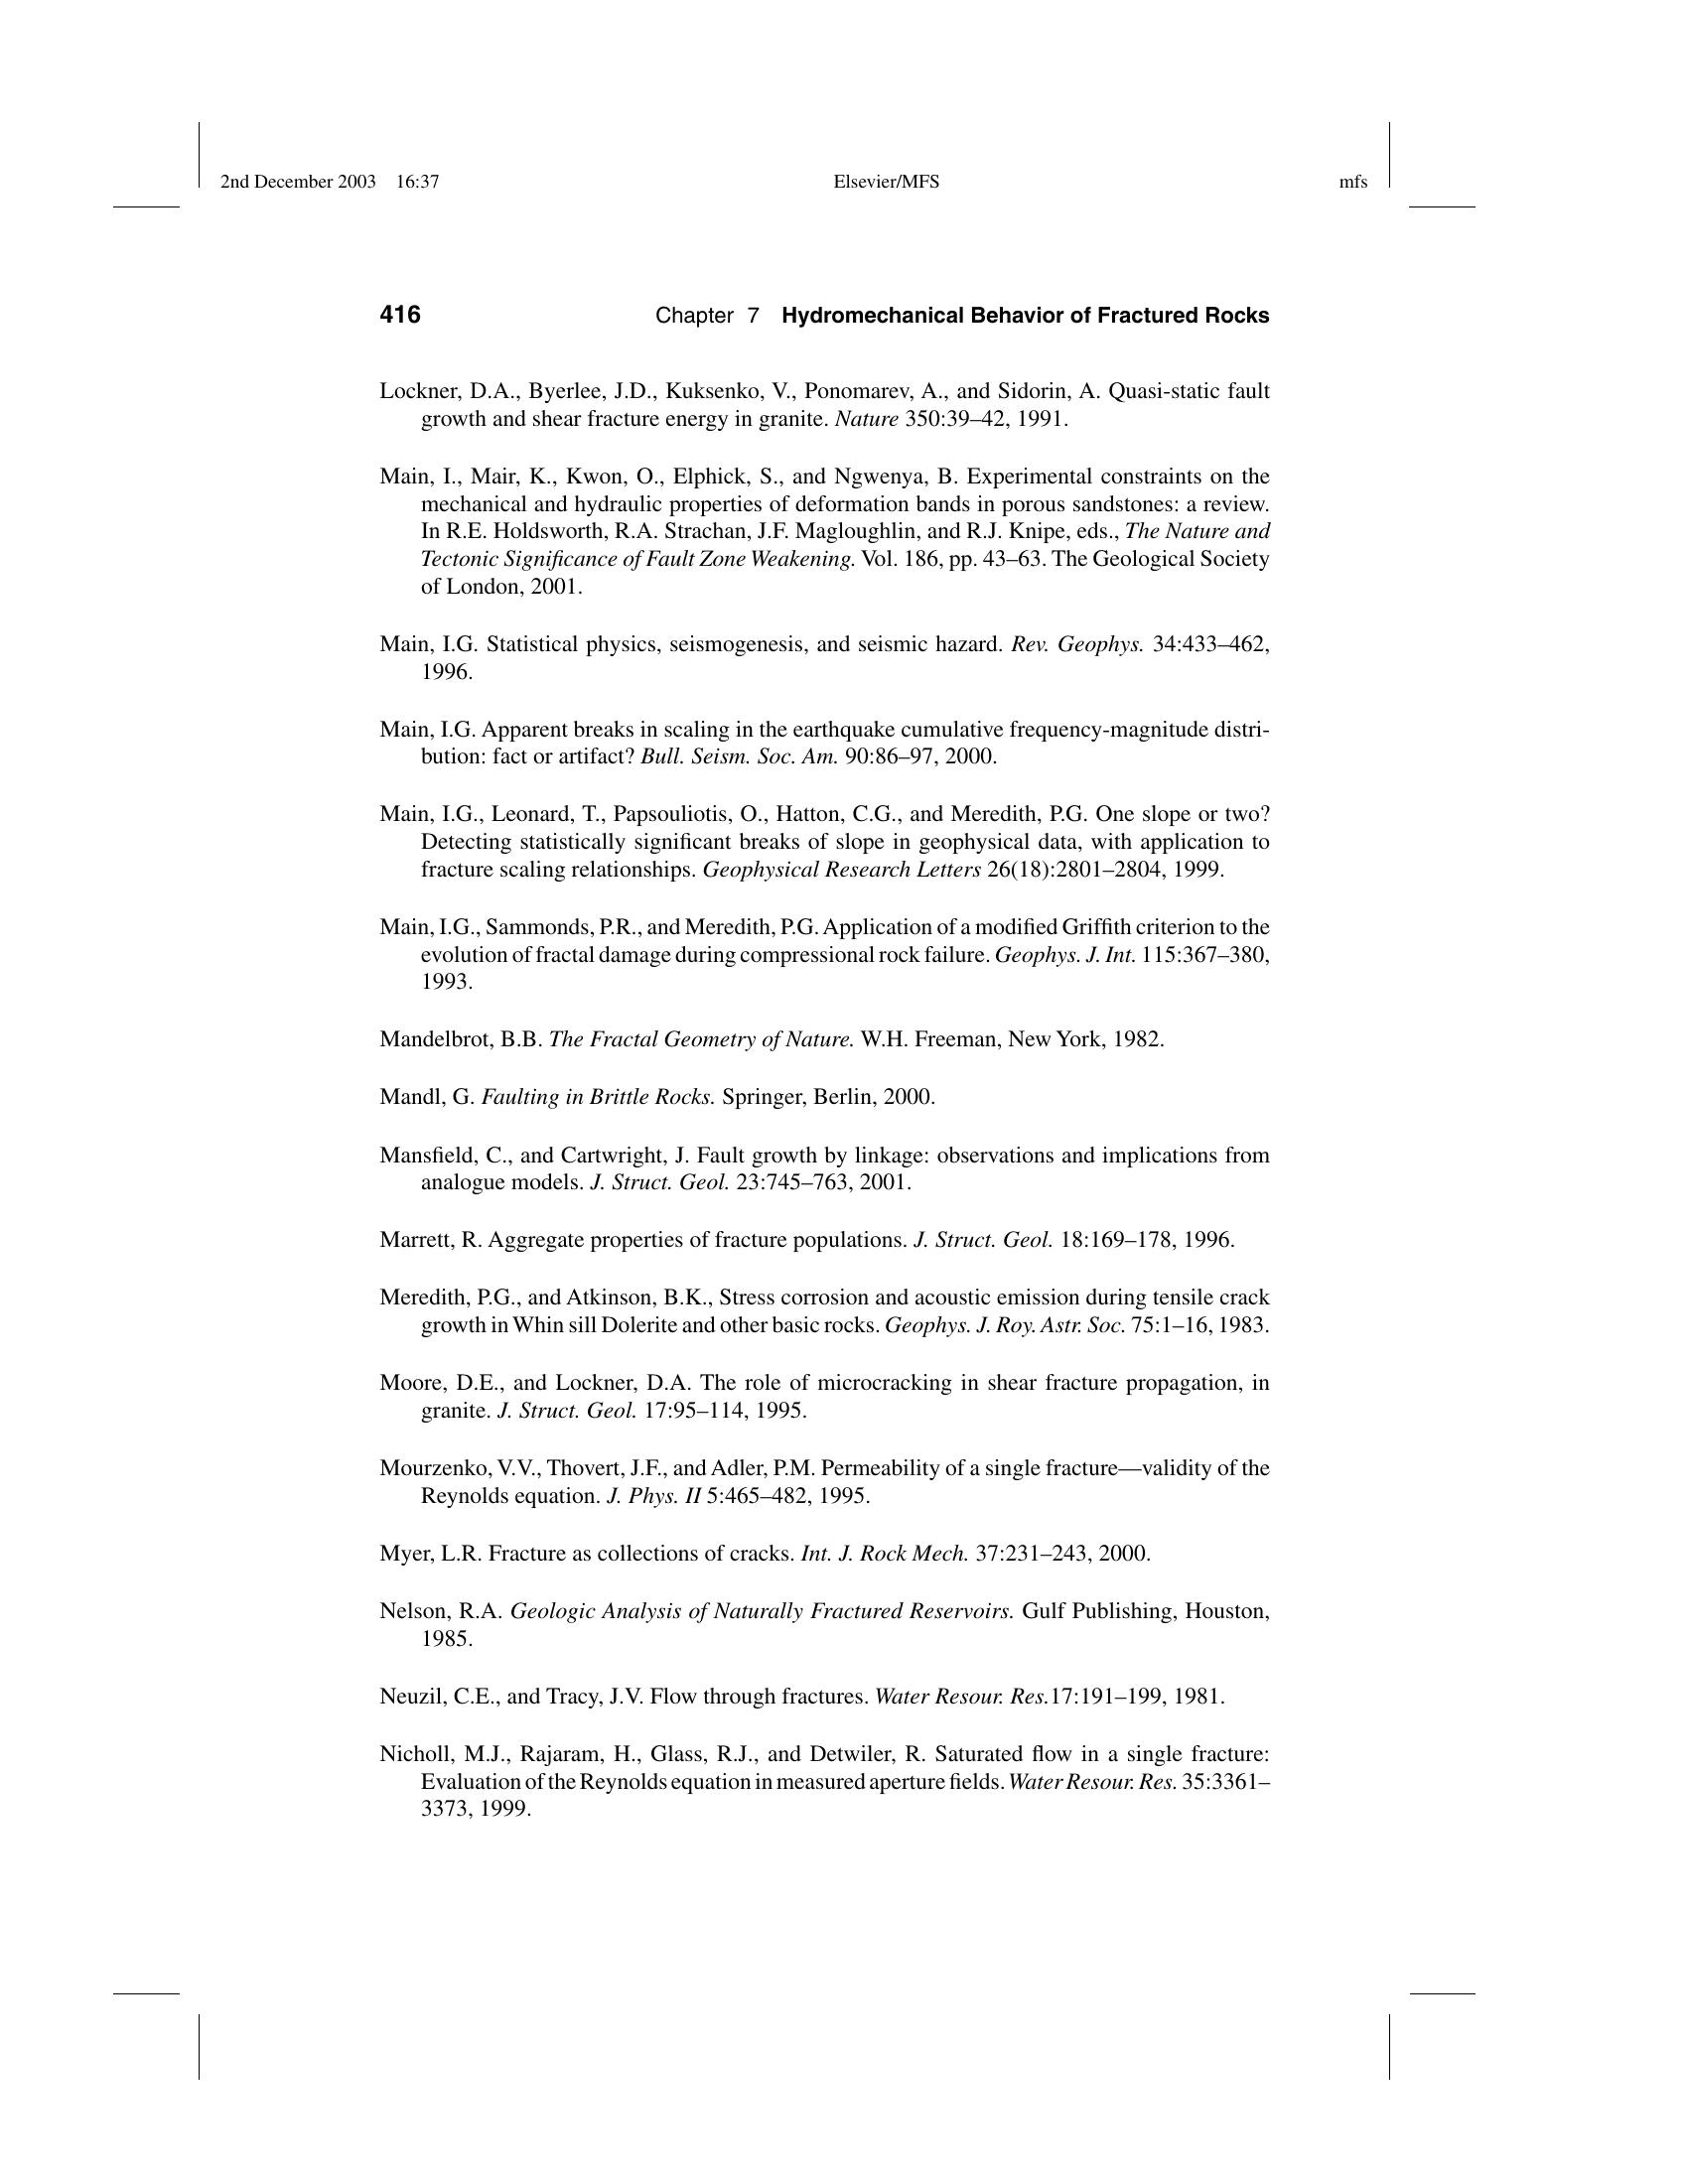 2nd December 2003 16:37 Elsevier/MFS mfs
416 Chapter 7 Hydromechanical Behavior of Fractured Rocks
Lockner, D.A., Byerlee, J.D., Kuksenko, V., Ponomarev, A., and Sidorin, A. Quasi-static fault
growth and shear fracture energy in granite. Nature 350:39–42, 1991.
Main, I., Mair, K., Kwon, O., Elphick, S., and Ngwenya, B. Experimental constraints on the
mechanical and hydraulic properties of deformation bands in porous sandstones: a review.
In R.E. Holdsworth, R.A. Strachan, J.F. Magloughlin, and R.J. Knipe, eds., The Nature and
Tectonic Significance of Fault Zone Weakening. Vol. 186, pp. 43–63. The Geological Society
of London, 2001.
Main, I.G. Statistical physics, seismogenesis, and seismic hazard. Rev. Geophys. 34:433–462,
1996.
Main, I.G. Apparent breaks in scaling in the earthquake cumulative frequency-magnitude distri-
bution: fact or artifact? Bull. Seism. Soc. Am. 90:86–97, 2000.
Main, I.G., Leonard, T., Papsouliotis, O., Hatton, C.G., and Meredith, P.G. One slope or two?
Detecting statistically significant breaks of slope in geophysical data, with application to
fracture scaling relationships. Geophysical Research Letters 26(18):2801–2804, 1999.
Main, I.G., Sammonds, P.R., and Meredith, P.G. Application of a modified Griffith criterion to the
evolution of fractal damage during compressional rock failure. Geophys. J. Int. 115:367–380,
1993.
Mandelbrot, B.B. The Fractal Geometry of Nature. W.H. Freeman, New York, 1982.
Mandl, G. Faulting in Brittle Rocks. Springer, Berlin, 2000.
Mansfield, C., and Cartwright, J. Fault growth by linkage: observations and implications from
analogue models. J. Struct. Geol. 23:745–763, 2001.
Marrett, R. Aggregate properties of fracture populations. J. Struct. Geol. 18:169–178, 1996.
Meredith, P.G., and Atkinson, B.K., Stress corrosion and acoustic emission during tensile crack
growth in Whin sill Dolerite and other basic rocks. Geophys. J. Roy. Astr. Soc. 75:1–16, 1983.
Moore, D.E., and Lockner, D.A. The role of microcracking in shear fracture propagation, in
granite. J. Struct. Geol. 17:95–114, 1995.
Mourzenko, V.V., Thovert, J.F., and Adler, P.M. Permeability of a single fracture—validity of the
Reynolds equation. J. Phys. II 5:465–482, 1995.
Myer, L.R. Fracture as collections of cracks. Int. J. Rock Mech. 37:231–243, 2000.
Nelson, R.A. Geologic Analysis of Naturally Fractured Reservoirs. Gulf Publishing, Houston,
1985.
Neuzil, C.E., and Tracy, J.V. Flow through fractures. Water Resour. Res.17:191–199, 1981.
Nicholl, M.J., Rajaram, H., Glass, R.J., and Detwiler, R. Saturated flow in a single fracture:
Evaluation of the Reynolds equation in measured aperture fields. Water Resour. Res. 35:3361–
3373, 1999.